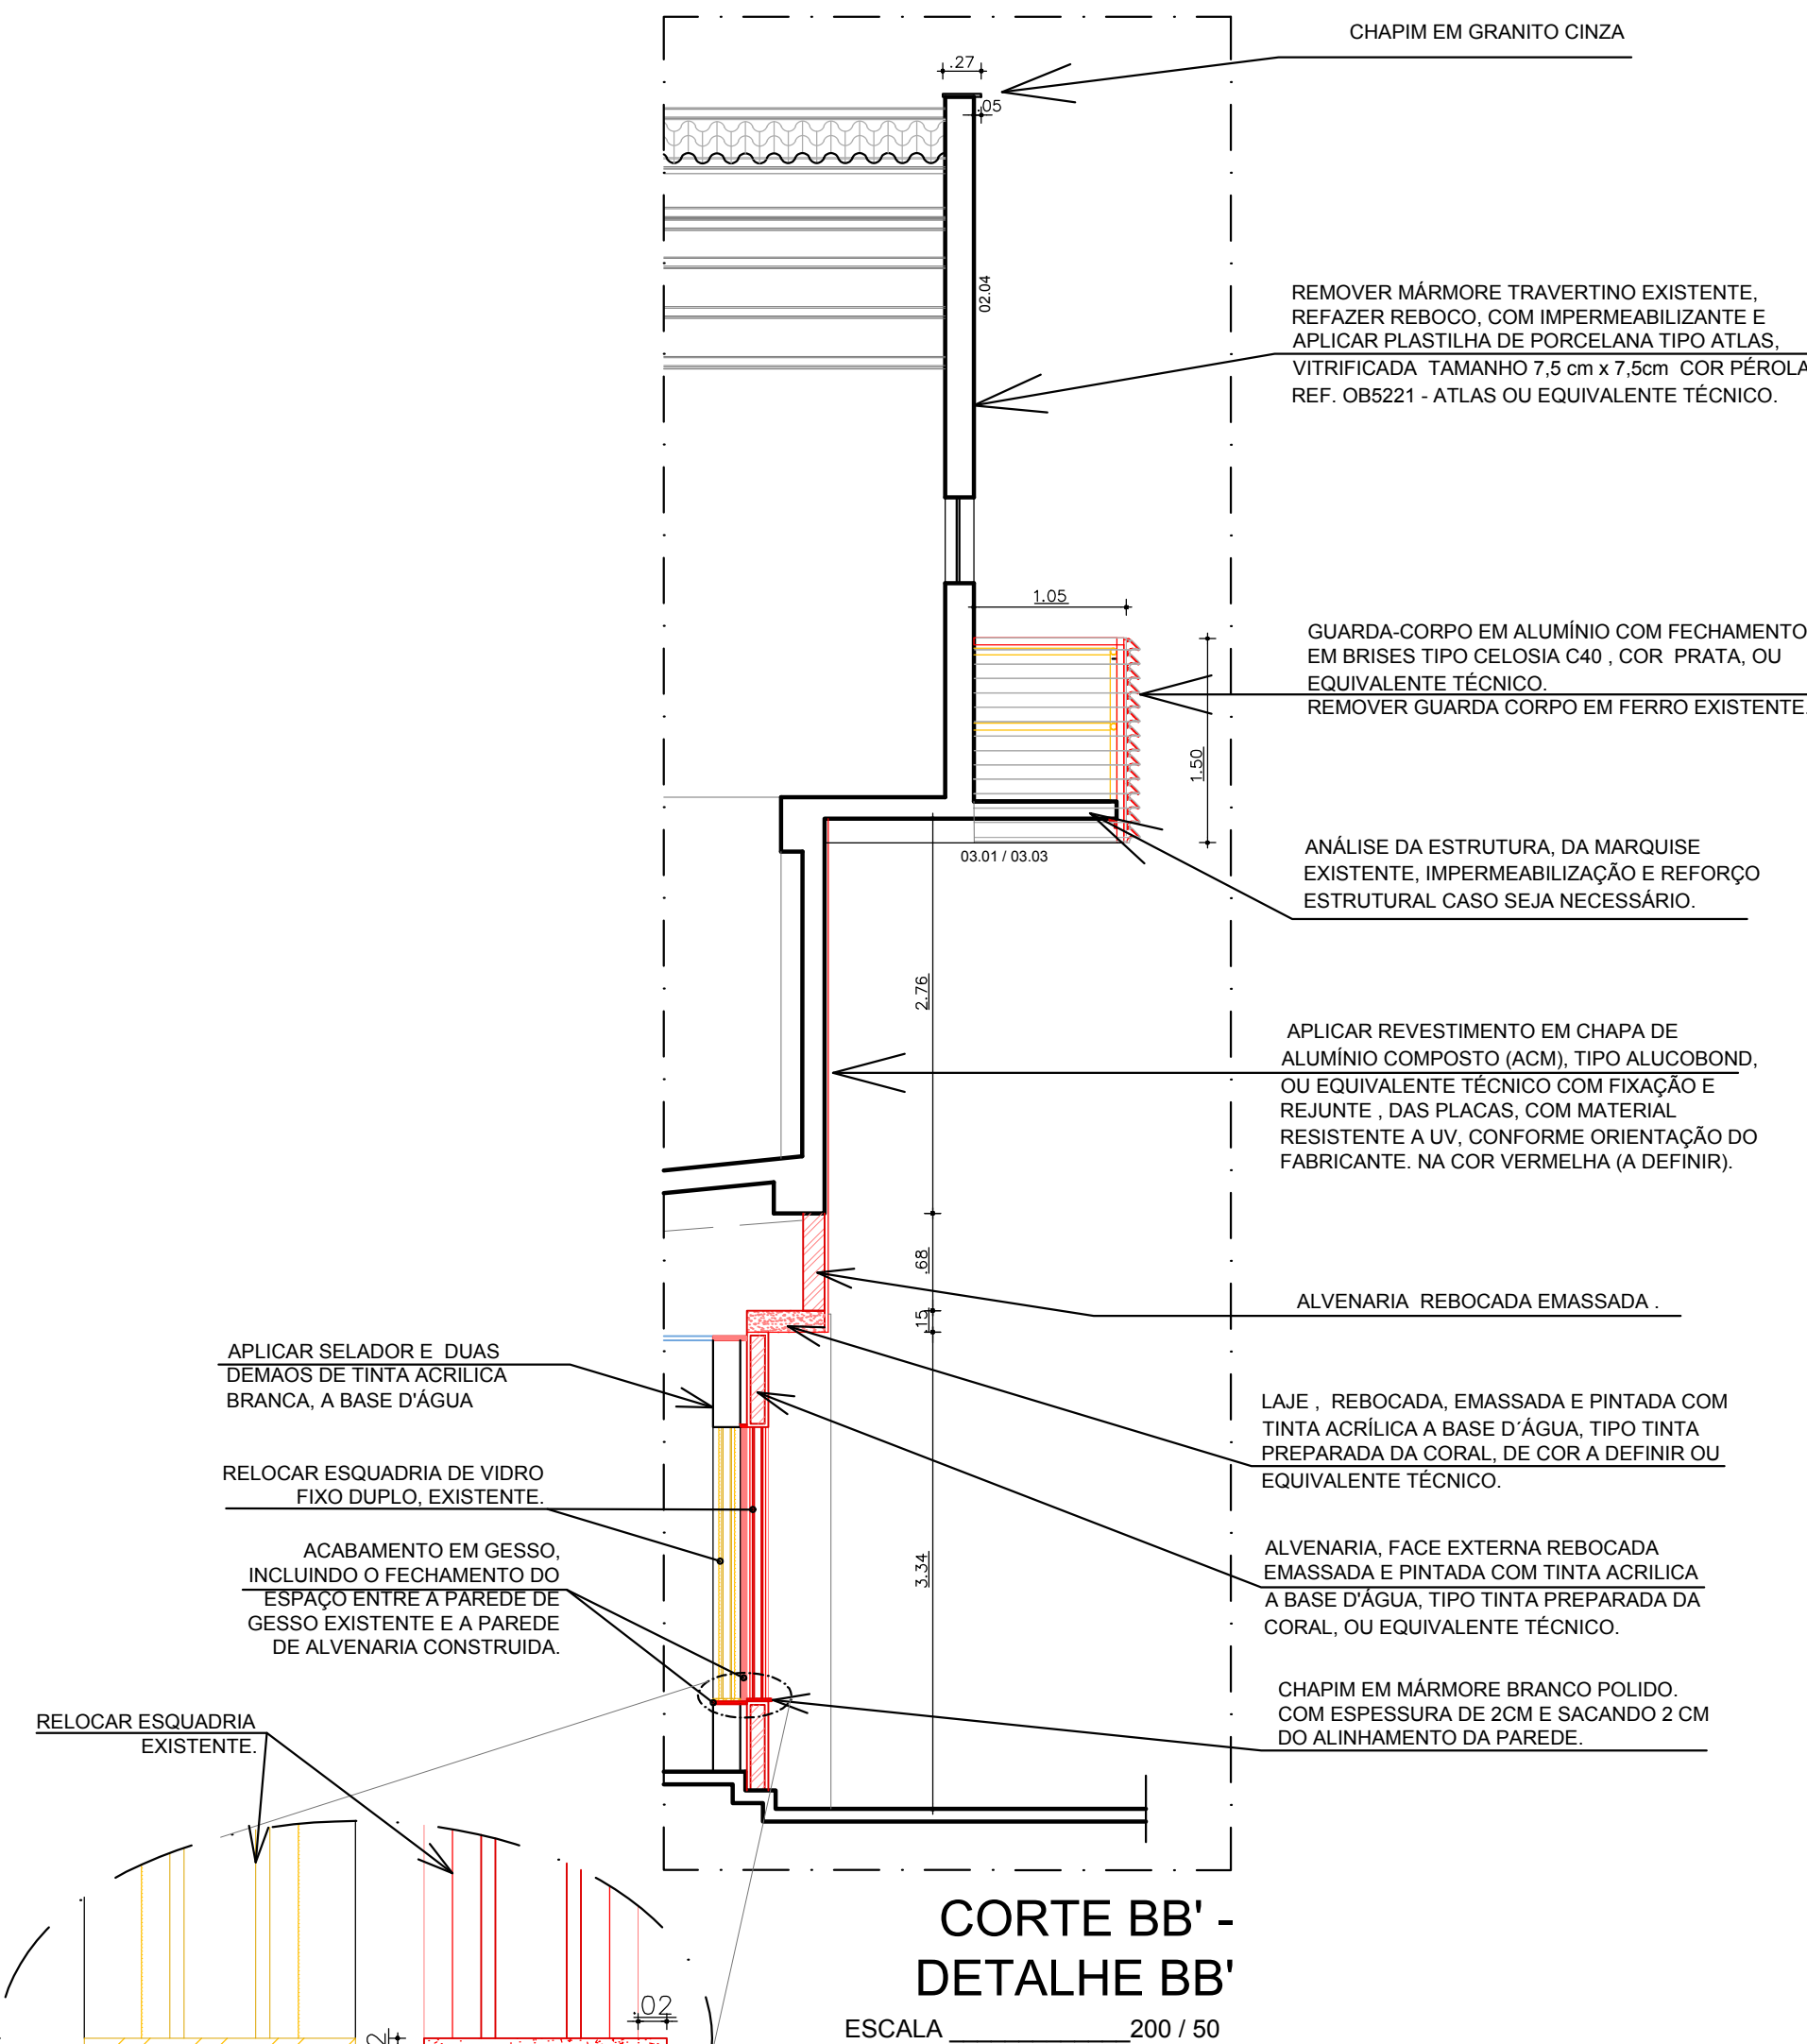 CHAPIM EM GRANITO CINZA
.27
.05
02.04
REMOVER MÁRMORE TRAVERTINO EXISTENTE,
REFAZER REBOCO, COM IMPERMEABILIZANTE E
APLICAR PLASTILHA DE PORCELANA TIPO ATLAS,
VITRIFICADA TAMANHO 7,5 cm x 7,5cm COR PÉROLA
REF. OB5221 - ATLAS OU EQUIVALENTE TÉCNICO.
1.05
1.50
GUARDA-CORPO EM ALUMÍNIO COM FECHAMENTO
EM BRISES TIPO CELOSIA C40 , COR PRATA, OU
EQUIVALENTE TÉCNICO.
REMOVER GUARDA CORPO EM FERRO EXISTENTE.
03.01 / 03.03
ANÁLISE DA ESTRUTURA, DA MARQUISE
EXISTENTE, IMPERMEABILIZAÇÃO E REFORÇO
ESTRUTURAL CASO SEJA NECESSÁRIO.
2.76
APLICAR REVESTIMENTO EM CHAPA DE
ALUMÍNIO COMPOSTO (ACM), TIPO ALUCOBOND,
OU EQUIVALENTE TÉCNICO COM FIXAÇÃO E
REJUNTE , DAS PLACAS, COM MATERIAL
RESISTENTE A UV, CONFORME ORIENTAÇÃO DO
FABRICANTE. NA COR VERMELHA (A DEFINIR).
.68
.15
ALVENARIA REBOCADA EMASSADA .
APLICAR SELADOR E DUAS
DEMAOS DE TINTA ACRILICA
BRANCA, A BASE D'ÁGUA
LAJE , REBOCADA, EMASSADA E PINTADA COM
TINTA ACRÍLICA A BASE D´ÁGUA, TIPO TINTA
PREPARADA DA CORAL, DE COR A DEFINIR OU
EQUIVALENTE TÉCNICO.
RELOCAR ESQUADRIA DE VIDRO
FIXO DUPLO, EXISTENTE.
3.34
ACABAMENTO EM GESSO,
INCLUINDO O FECHAMENTO DO
ESPAÇO ENTRE A PAREDE DE
GESSO EXISTENTE E A PAREDE
DE ALVENARIA CONSTRUIDA.
ALVENARIA, FACE EXTERNA REBOCADA
EMASSADA E PINTADA COM TINTA ACRILICA
A BASE D'ÁGUA, TIPO TINTA PREPARADA DA
CORAL, OU EQUIVALENTE TÉCNICO.
CHAPIM EM MÁRMORE BRANCO POLIDO.
COM ESPESSURA DE 2CM E SACANDO 2 CM
DO ALINHAMENTO DA PAREDE.
RELOCAR ESQUADRIA
EXISTENTE.
CORTE BB' -
DETALHE BB'
.02
ESCALA ______________ 200 / 50